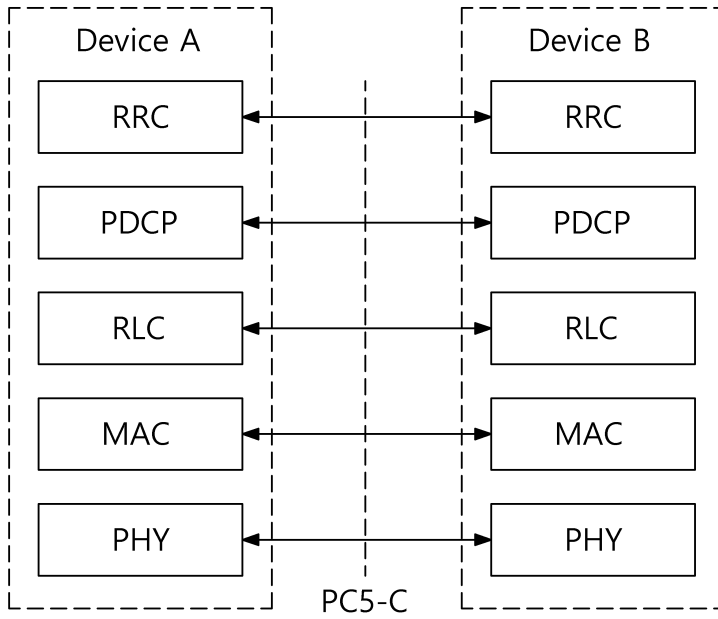 Device A
Device B
RRC
RRC
PDCP
PDCP
RLC
RLC
MAC
MAC
PHY
PHY
PC5-C